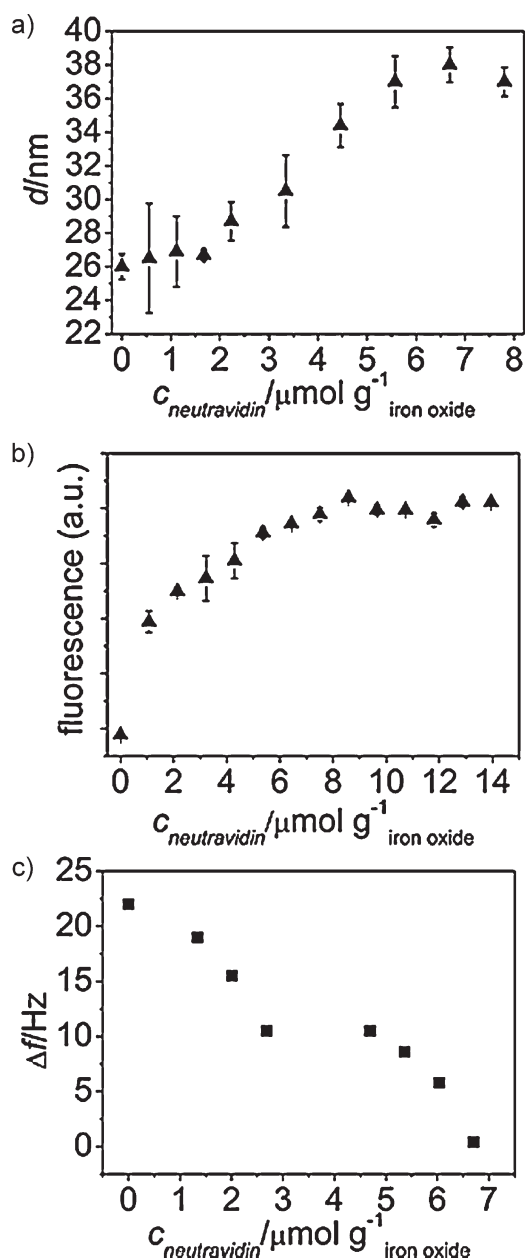 a)
40
38
36
34
32
30
28
26
24
22
d/nm
0 1 2 3 4 5 6 7 8
c neutravidin/μmol g⁻¹ iron oxide
b)
fluorescence (a.u.)
0 2 4 6 8 10 12 14
c neutravidin/μmol g⁻¹ iron oxide
c)
25
20
15
10
5
0
Δf/Hz
0 1 2 3 4 5 6 7
c neutravidin/μmol g⁻¹ iron oxide